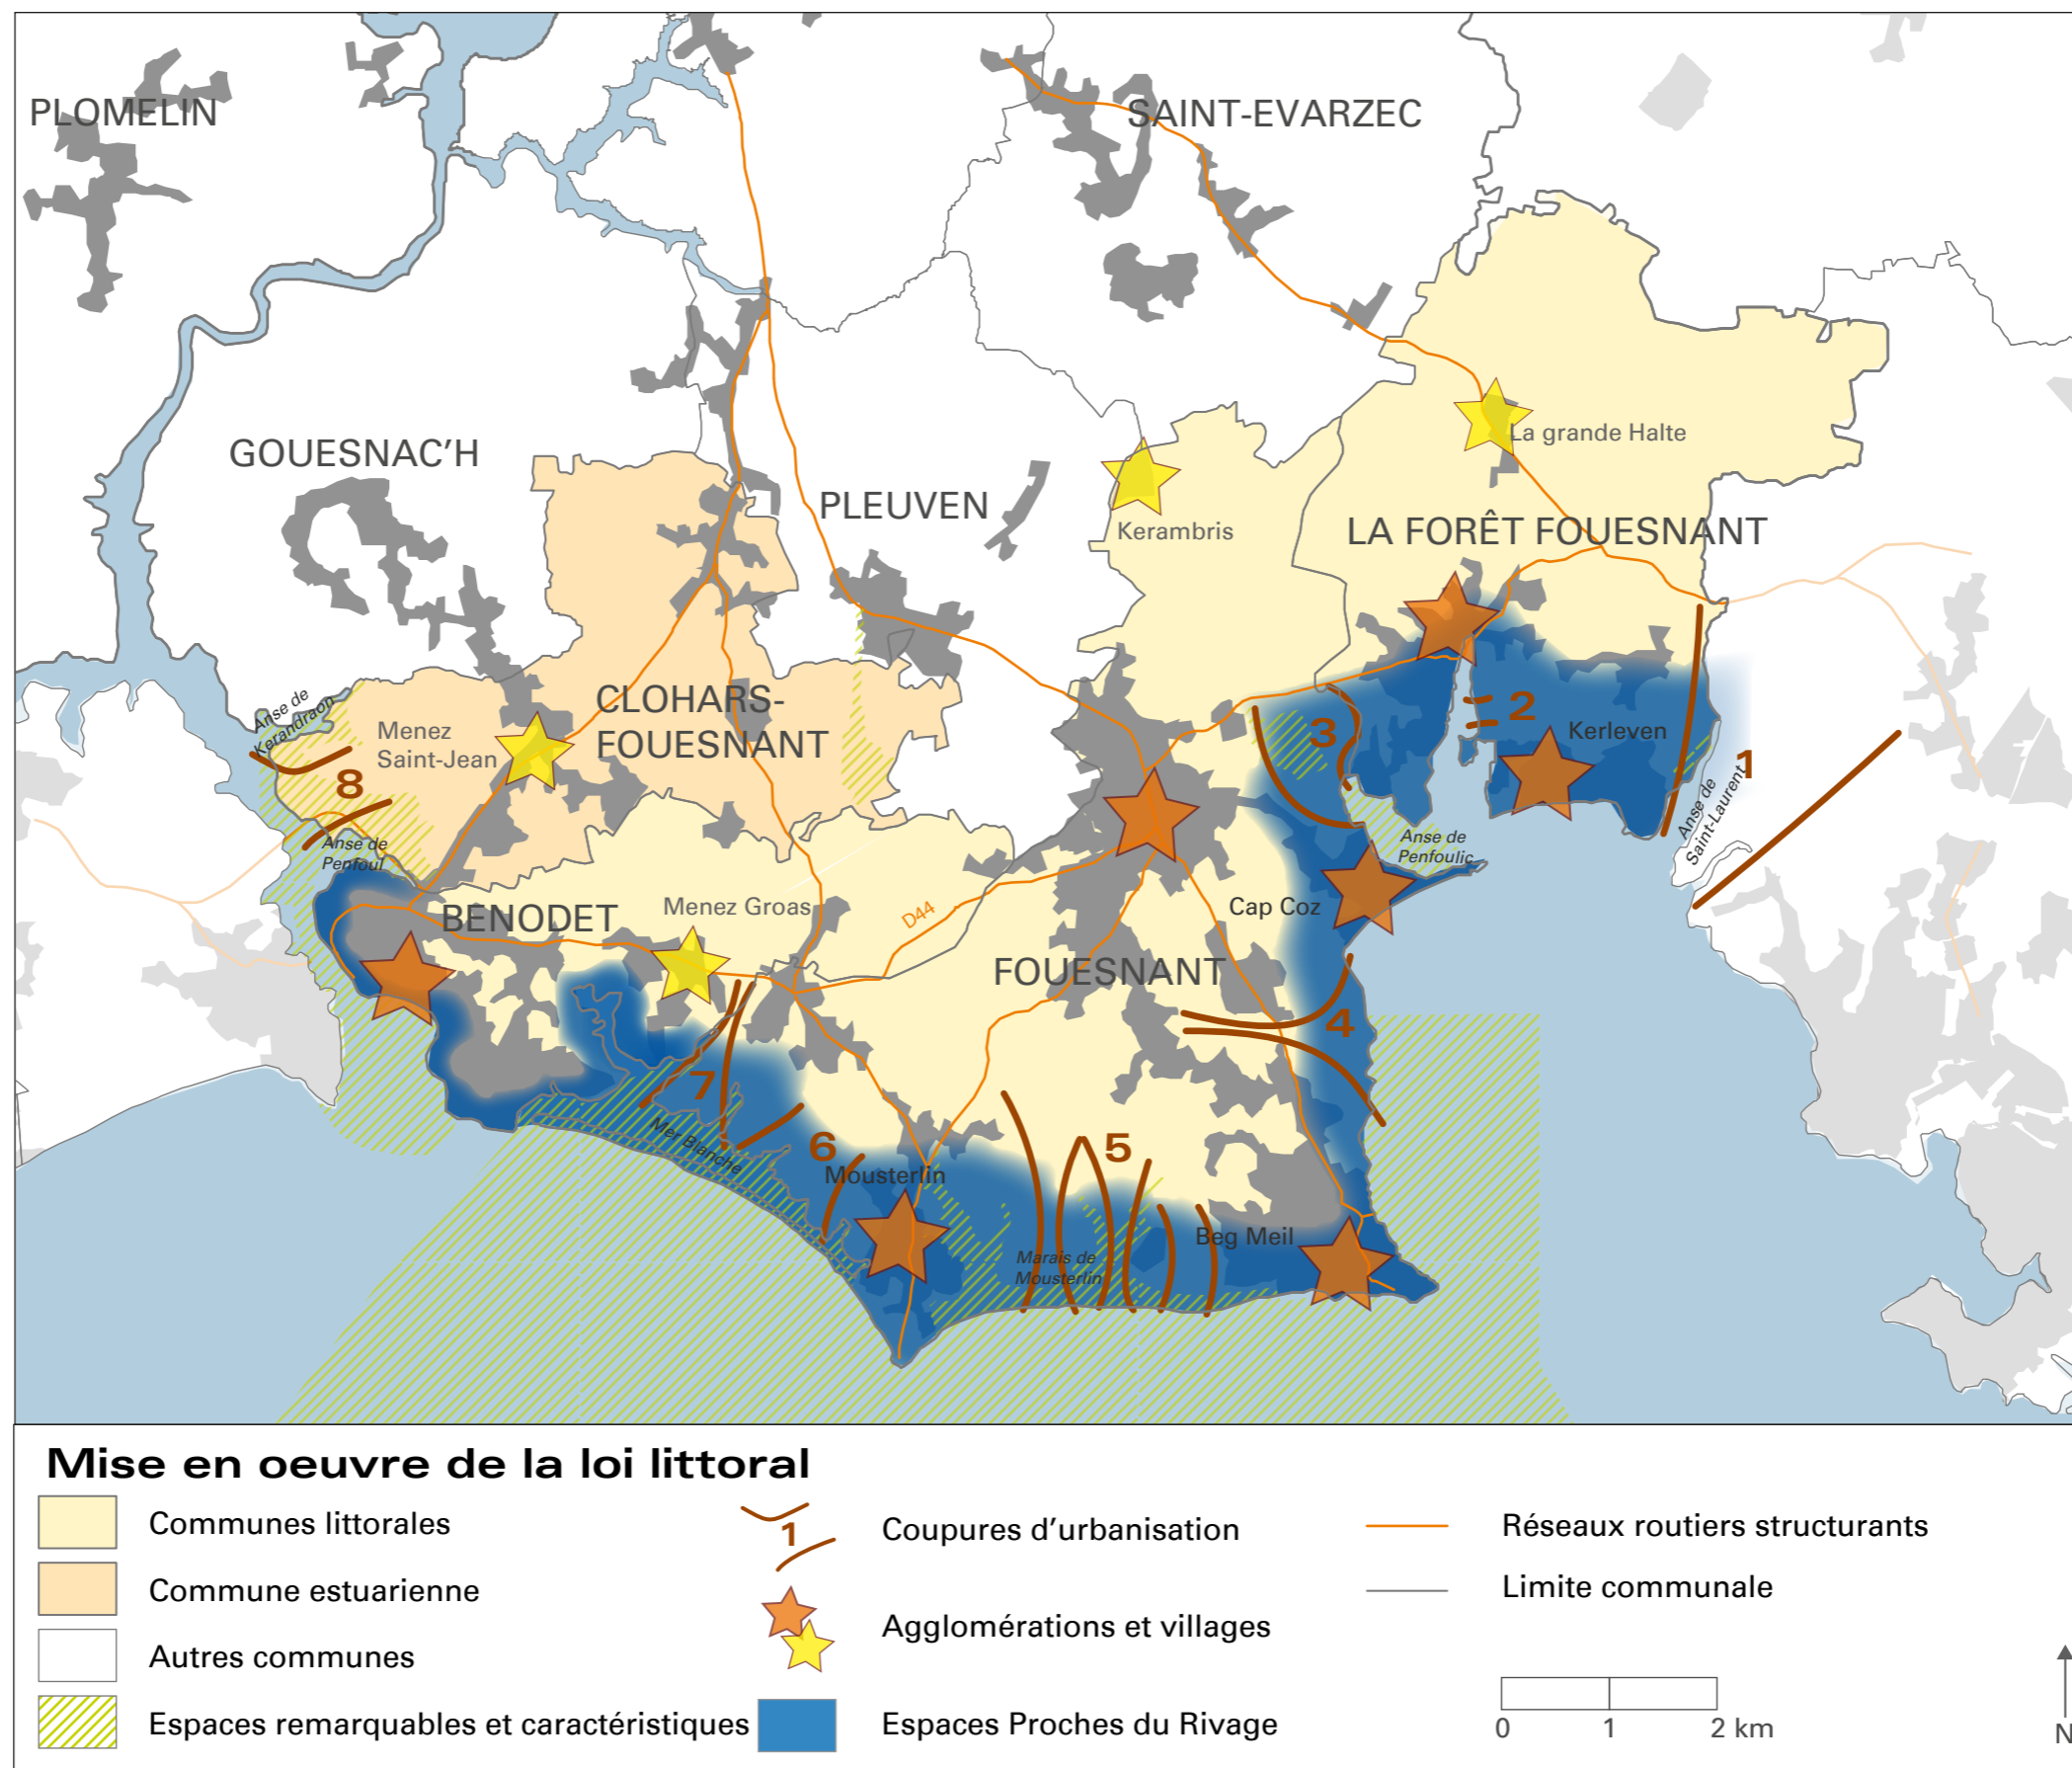 PLOMELIN
SAINT-EVARZEC
GOUESNAC'H
La grande Halte
PLEUVEN
Kerambris
LA FORÊT FOUESNANT
Anse de
Kerandraon
Menez
Saint-Jean
CLOHARS-
FOUESNANT
2
3
Kerleven
1
8
Anse de
Saint-Laurent
Anse de
Penfoul
Anse de
Penfoulic
BENODET
Menez Groas
D44
Cap Coz
FOUESNANT
4
7
Mer Blanche
6
5
Mousterlin
Beg Meil
Marais de
Mousterlin
Mise en oeuvre de la loi littoral
Communes littorales
Commune estuarienne
Autres communes
Espaces remarquables et caractéristiques
1
Coupures d'urbanisation
Agglomérations et villages
Espaces Proches du Rivage
Réseaux routiers structurants
Limite communale
0 1 2 km
N